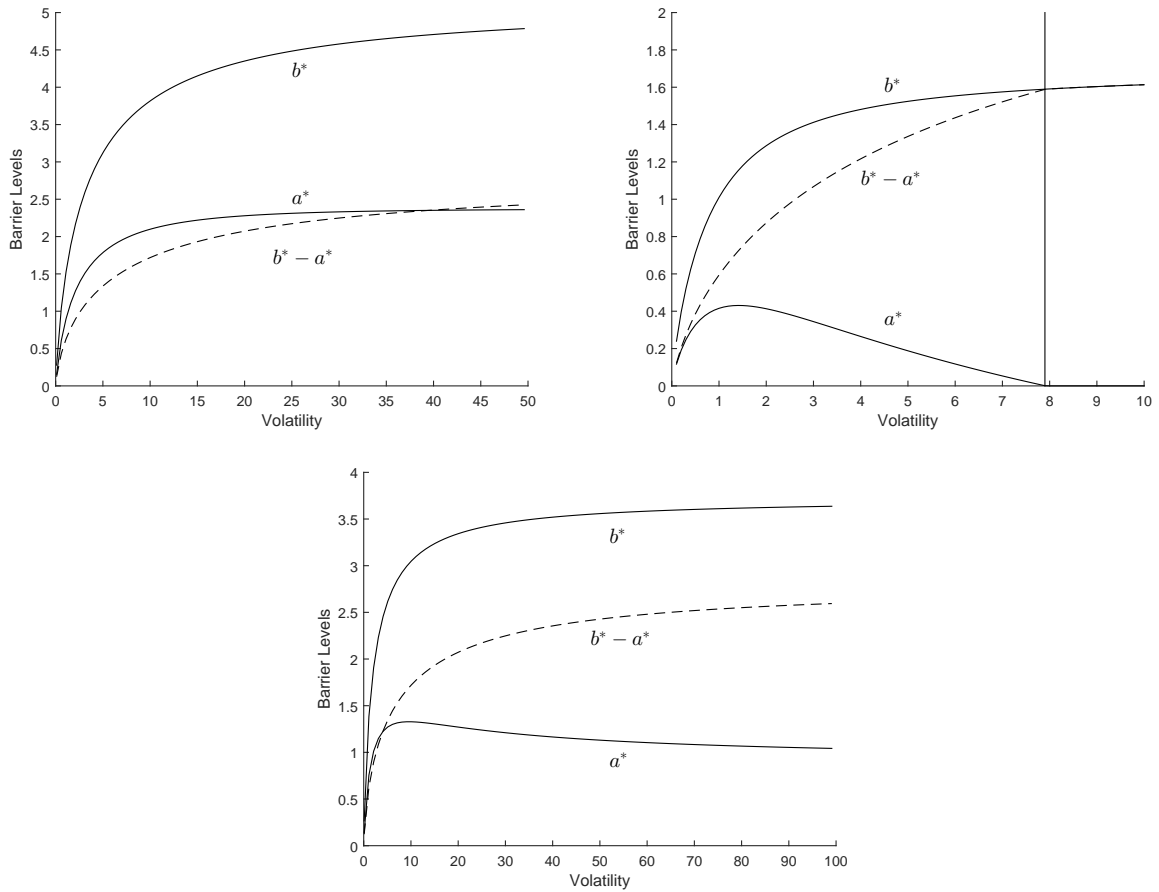 5
4.5
4
3.5
3
2.5
2
1.5
1
0.5
0
Barrier Levels
b*
a*
b* − a*
0 5 10 15 20 25 30 35 40 45 50
Volatility
2
1.8
1.6
1.4
1.2
1
0.8
0.6
0.4
0.2
0
Barrier Levels
b*
b* − a*
a*
0 1 2 3 4 5 6 7 8 9 10
Volatility
4
3.5
3
2.5
2
1.5
1
0.5
0
Barrier Levels
b*
b* − a*
a*
0 10 20 30 40 50 60 70 80 90 100
Volatility